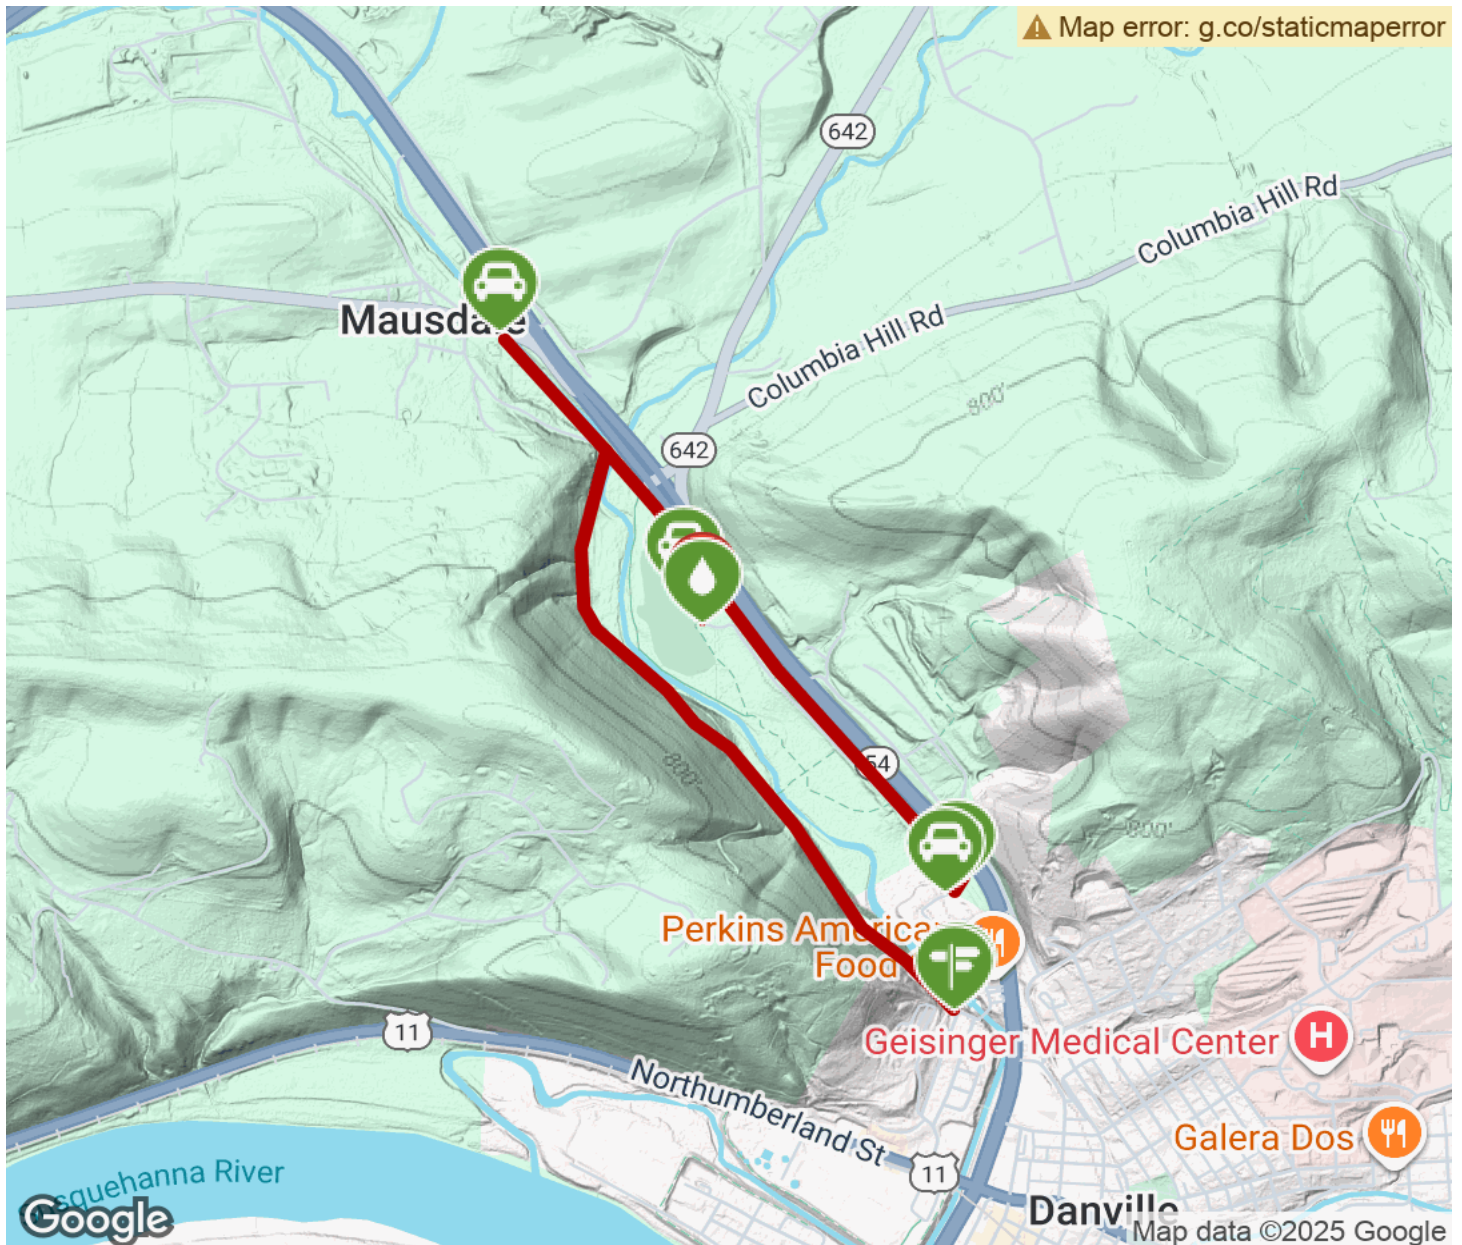 Map error: g.co/staticmaperror
642
Columbia Hill Rd
Mausdale
Columbia Hill Rd
800'
642
54
800'
800'
Perkins American
Food
11
Geisinger Medical Center
H
Northumberland St
Galera Dos
11
Susquehanna River
Danville
Google
Map data ©2025 Google